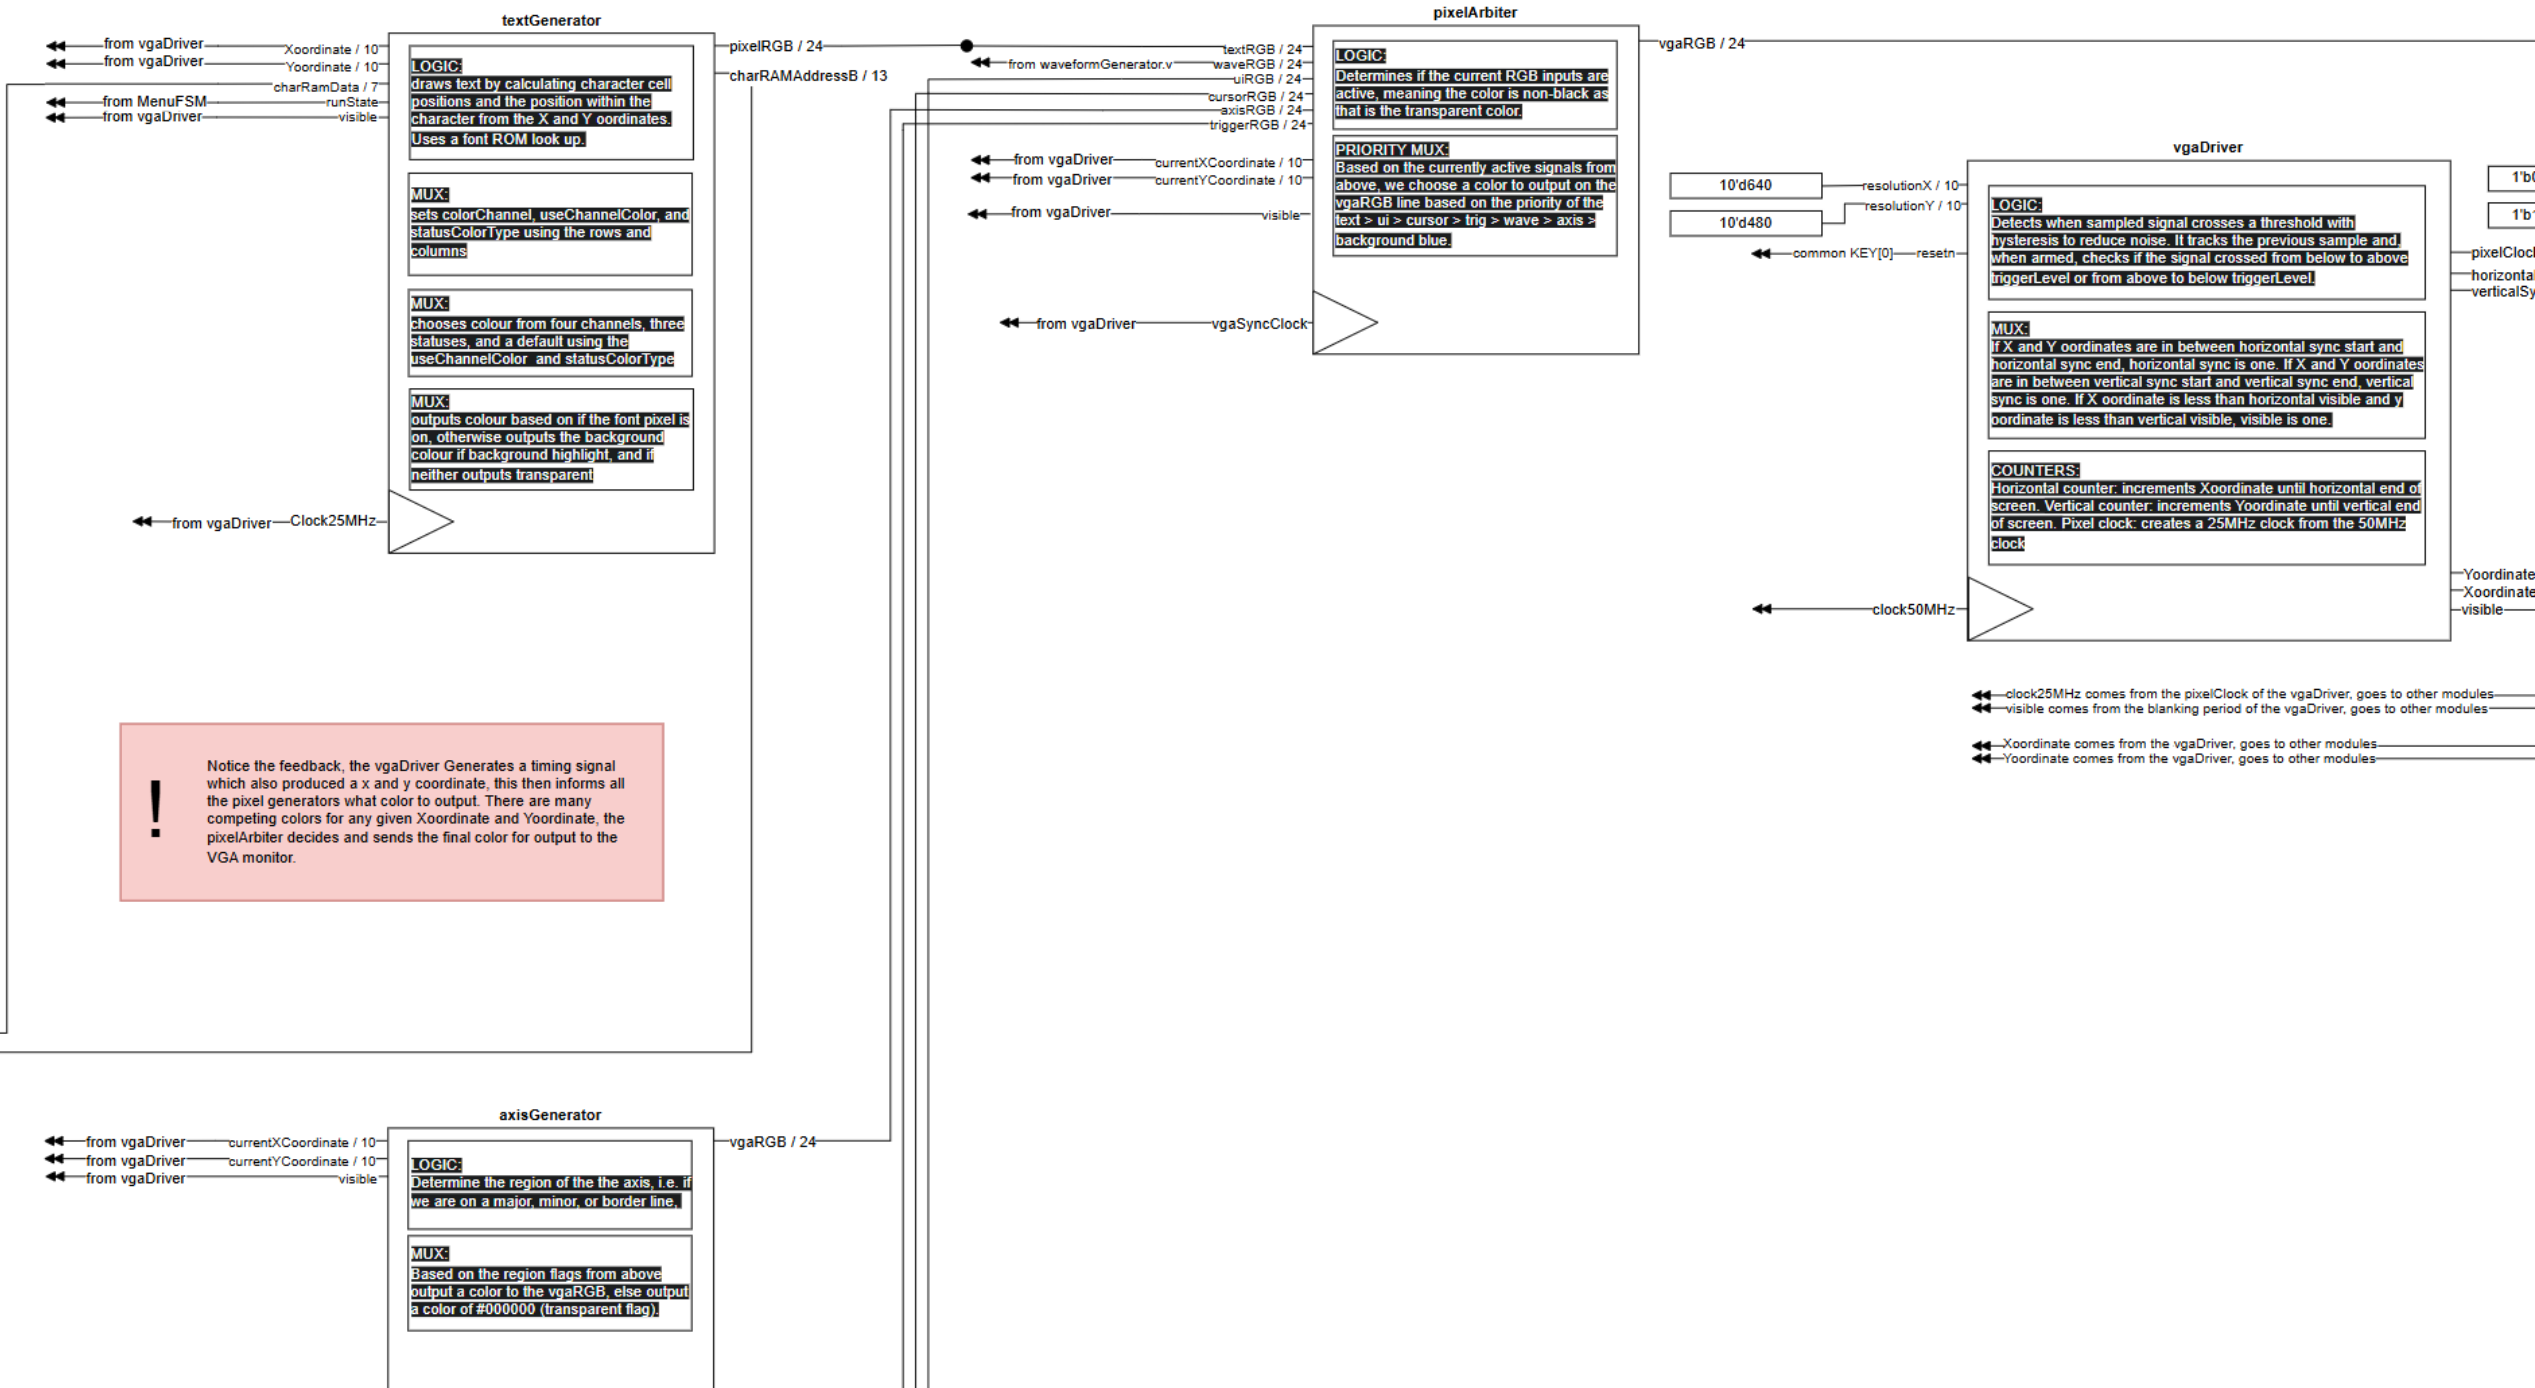 textGenerator
from vgaDriver
Xoordinate / 10
from vgaDriver
Yoordinate / 10
charRamData / 7
from MenuFSM
runState
from vgaDriver
visible
LOGIC:
draws text by calculating character cell
positions and the position within the
character from the X and Y oordinates.
Uses a font ROM look up.
MUX:
sets colorChannel, useChannelColor, and
statusColorType using the rows and
columns
MUX:
chooses colour from four channels, three
statuses, and a default using the
useChannelColor and statusColorType
MUX:
outputs colour based on if the font pixel is
on, otherwise outputs the background
colour if background highlight, and if
neither outputs transparent
from vgaDriver
Clock25MHz
pixelRGB / 24
charRAMAddressB / 13
pixelArbiter
textRGB / 24
from waveformGenerator.v
waveRGB / 24
uiRGB / 24
cursorRGB / 24
axisRGB / 24
triggerRGB / 24
from vgaDriver
currentXCoordinate / 10
from vgaDriver
currentYCoordinate / 10
from vgaDriver
visible
from vgaDriver
vgaSyncClock
LOGIC:
Determines if the current RGB inputs are
active, meaning the color is non-black as
that is the transparent color.
PRIORITY MUX:
Based on the currently active signals from
above, we choose a color to output on the
vgaRGB line based on the priority of the
text > ui > cursor > trig > wave > axis >
background blue.
vgaRGB / 24
vgaDriver
10'd640
resolutionX / 10
10'd480
resolutionY / 10
common KEY[0]
resetn
clock50MHz
LOGIC:
Detects when sampled signal crosses a threshold with
hysteresis to reduce noise. It tracks the previous sample and,
when armed, checks if the signal crossed from below to above
triggerLevel or from above to below triggerLevel.
MUX:
If X and Y oordinates are in between horizontal sync start and
horizontal sync end, horizontal sync is one. If X and Y oordinates
are in between vertical sync start and vertical sync end, vertical
sync is one. If X oordinate is less than horizontal visible and y
oordinate is less than vertical visible, visible is one.
COUNTERS:
Horizontal counter: increments Xoordinate until horizontal end of
screen. Vertical counter: increments Yoordinate until vertical end
of screen. Pixel clock: creates a 25MHz clock from the 50MHz
clock
pixelClock
horizontal
verticalSy
Yoordinate
Xoordinate
visible
clock25MHz comes from the pixelClock of the vgaDriver, goes to other modules
visible comes from the blanking period of the vgaDriver, goes to other modules
Xoordinate comes from the vgaDriver, goes to other modules
Yoordinate comes from the vgaDriver, goes to other modules
!
Notice the feedback, the vgaDriver Generates a timing signal
which also produced a x and y coordinate, this then informs all
the pixel generators what color to output. There are many
competing colors for any given Xoordinate and Yoordinate, the
pixelArbiter decides and sends the final color for output to the
VGA monitor.
axisGenerator
from vgaDriver
currentXCoordinate / 10
from vgaDriver
currentYCoordinate / 10
from vgaDriver
visible
LOGIC:
Determine the region of the the axis, i.e. if
we are on a major, minor, or border line,
MUX:
Based on the region flags from above
output a color to the vgaRGB, else output
a color of #000000 (transparent flag).
vgaRGB / 24